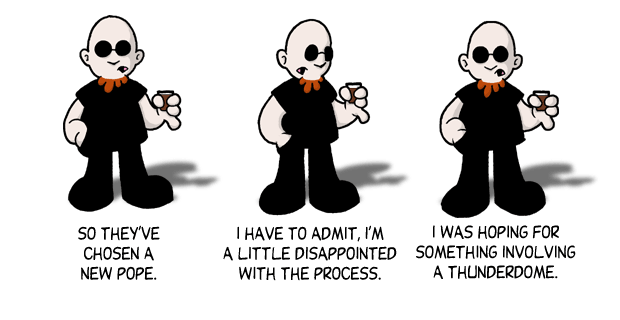 SO THEY'VE
CHOSEN A
NEW POPE.
I HAVE TO ADMIT, I'M
A LITTLE DISAPPOINTED
WITH THE PROCESS.
I WAS HOPING FOR
SOMETHING INVOLVING
A THUNDERDOME.